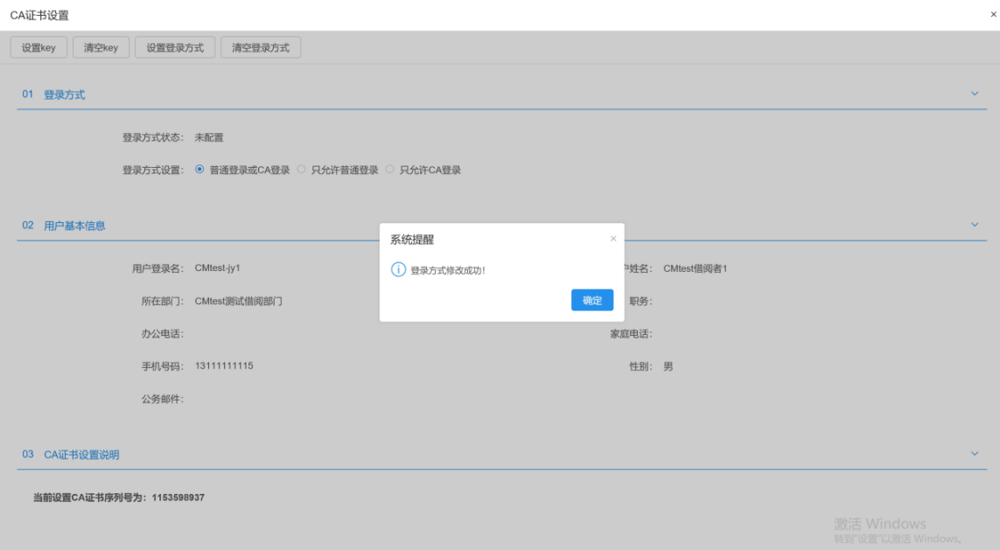 CA证书设置 ×
设置key 清空key 设置登录方式 清空登录方式
01 登录方式
登录方式状态： 未配置
登录方式设置： 普通登录或CA登录 只允许普通登录 只允许CA登录
02 用户基本信息
系统提醒 ×
登录方式修改成功!
确定
用户登录名： CMtest-jy1 户姓名： CMtest借阅者1
所在部门： CMtest测试借阅部门 职务：
办公电话： 家庭电话：
手机号码： 13111111115 性别： 男
公务邮件：
03 CA证书设置说明
当前设置CA证书序列号为：1153598937
激活 Windows
转到"设置"以激活 Windows。